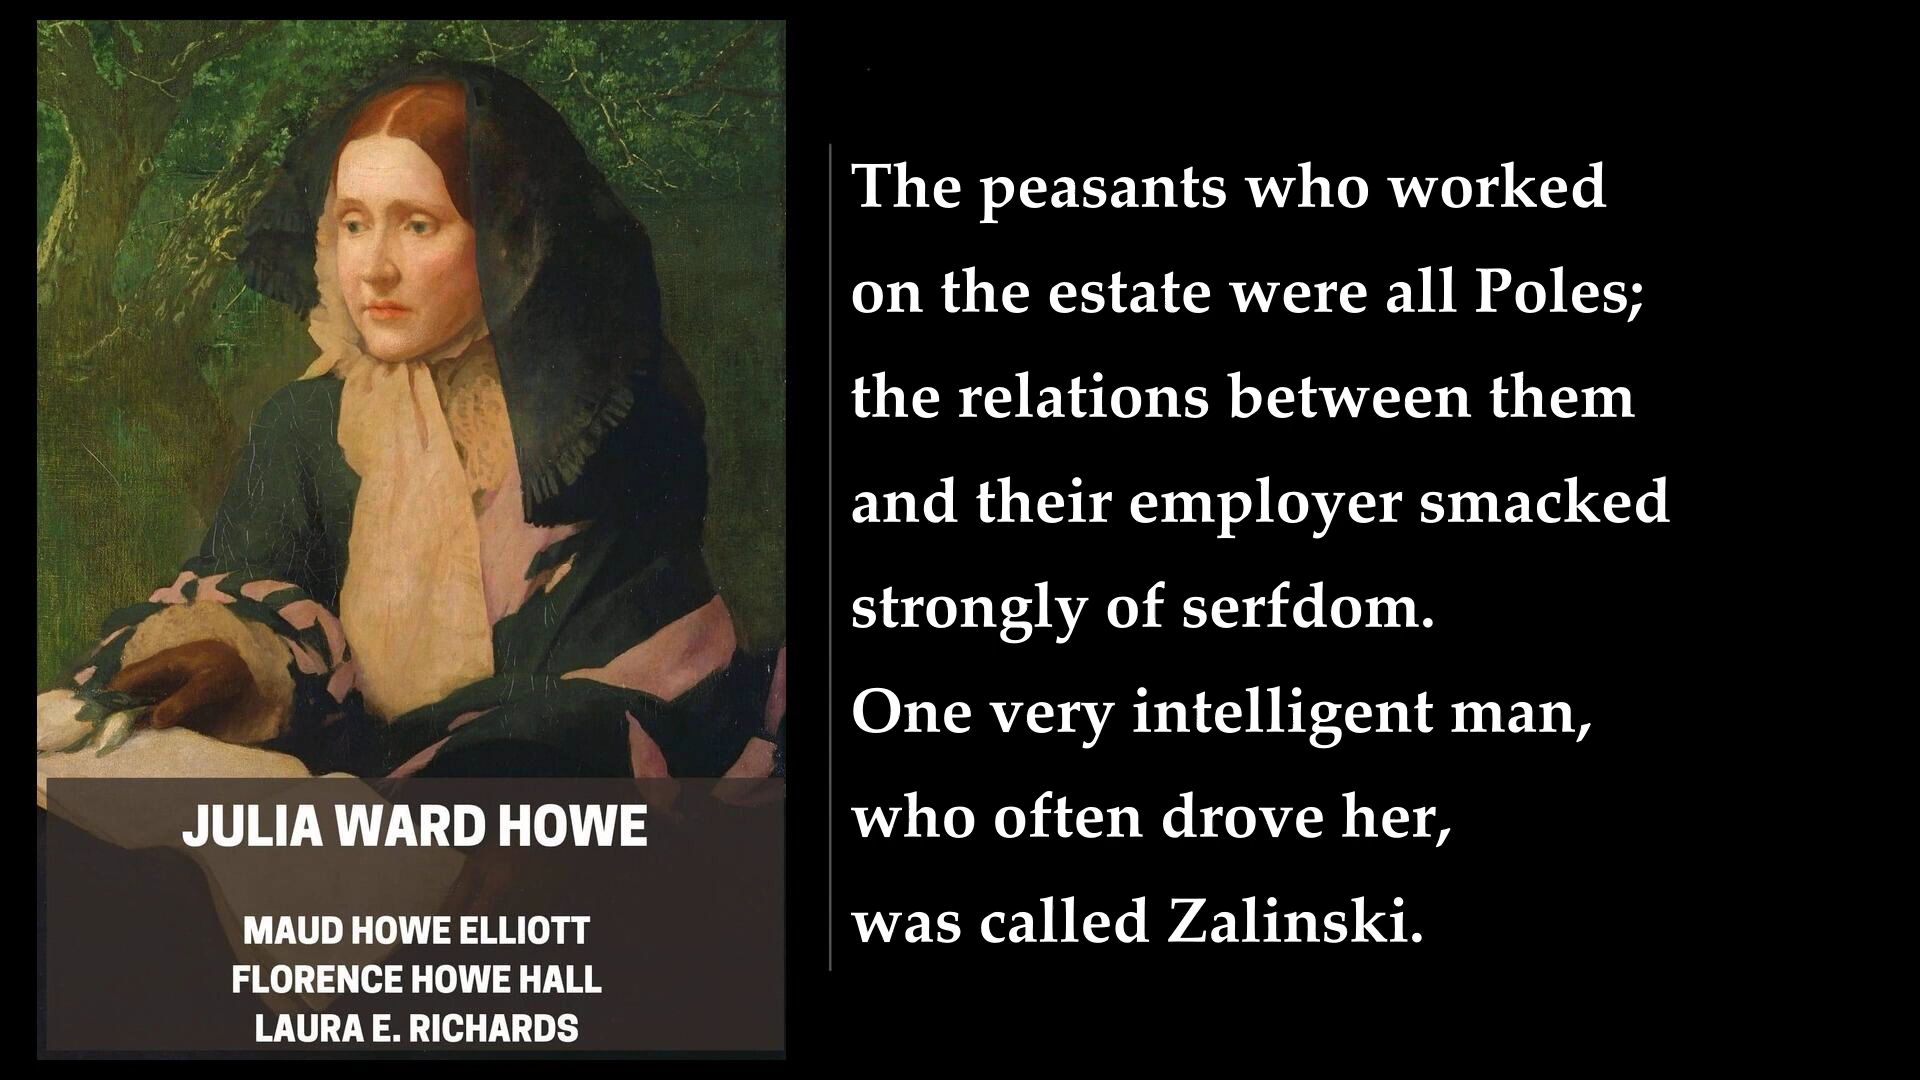 JULIA WARD HOWE
MAUD HOWE ELLIOTT
FLORENCE HOWE HALL
LAURA E. RICHARDS
The peasants who worked
on the estate were all Poles;
the relations between them
and their employer smacked
strongly of serfdom.
One very intelligent man,
who often drove her,
was called Zalinski.